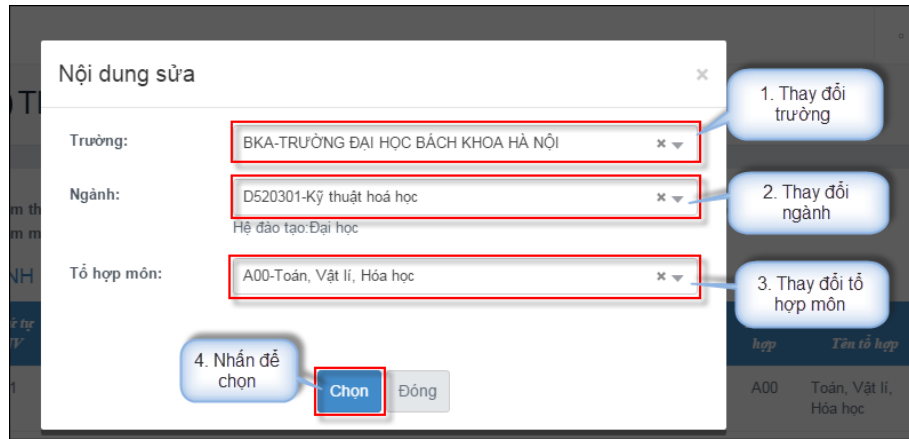 TI
Nội dung sửa
×
1. Thay đổi
trường
Trường:
BKA-TRƯỜNG ĐẠI HỌC BÁCH KHOA HÀ NỘI
Ngành:
D520301-Kỹ thuật hoá học
2. Thay đổi
ngành
Hệ đào tạo:Đại học
Tổ hợp môn:
A00-Toán, Vật lí, Hóa học
3. Thay đổi tổ
hợp môn
4. Nhấn để
chọn
Chọn
Đóng
hợp
Tên tổ hợp
1
A00
Toán, Vật lí,
Hóa học